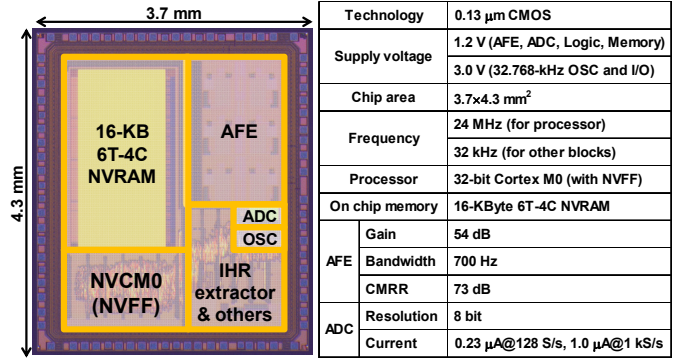 3.7 mm
4.3 mm
16-KB
6T-4C
NVRAM
AFE
ADC
OSC
NVCM0
(NVFF)
IHR
extractor
& others
Technology 0.13 μm CMOS
Supply voltage 1.2 V (AFE, ADC, Logic, Memory)
3.0 V (32.768-kHz OSC and I/O)
Chip area 3.7×4.3 mm²
Frequency 24 MHz (for processor)
32 kHz (for other blocks)
Processor 32-bit Cortex M0 (with NVFF)
On chip memory 16-KByte 6T-4C NVRAM
AFE Gain 54 dB
Bandwidth 700 Hz
CMRR 73 dB
ADC Resolution 8 bit
Current 0.23 μA@128 S/s, 1.0 μA@1 kS/s